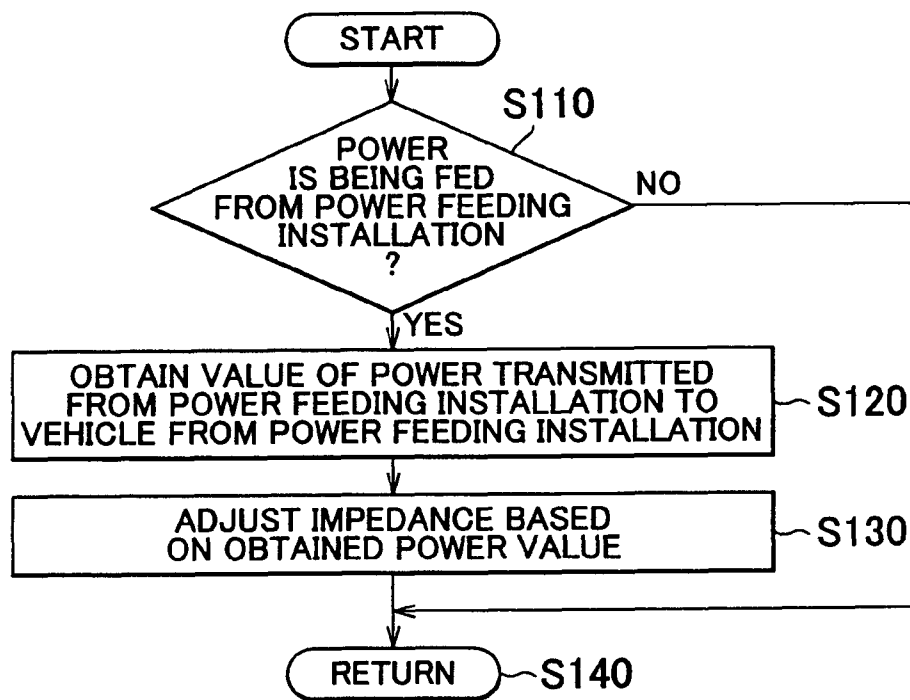 START
S110
POWER
IS BEING FED
FROM POWER FEEDING
INSTALLATION
?
NO
YES
OBTAIN VALUE OF POWER TRANSMITTED
FROM POWER FEEDING INSTALLATION TO
VEHICLE FROM POWER FEEDING INSTALLATION
S120
ADJUST IMPEDANCE BASED
ON OBTAINED POWER VALUE
S130
RETURN
S140